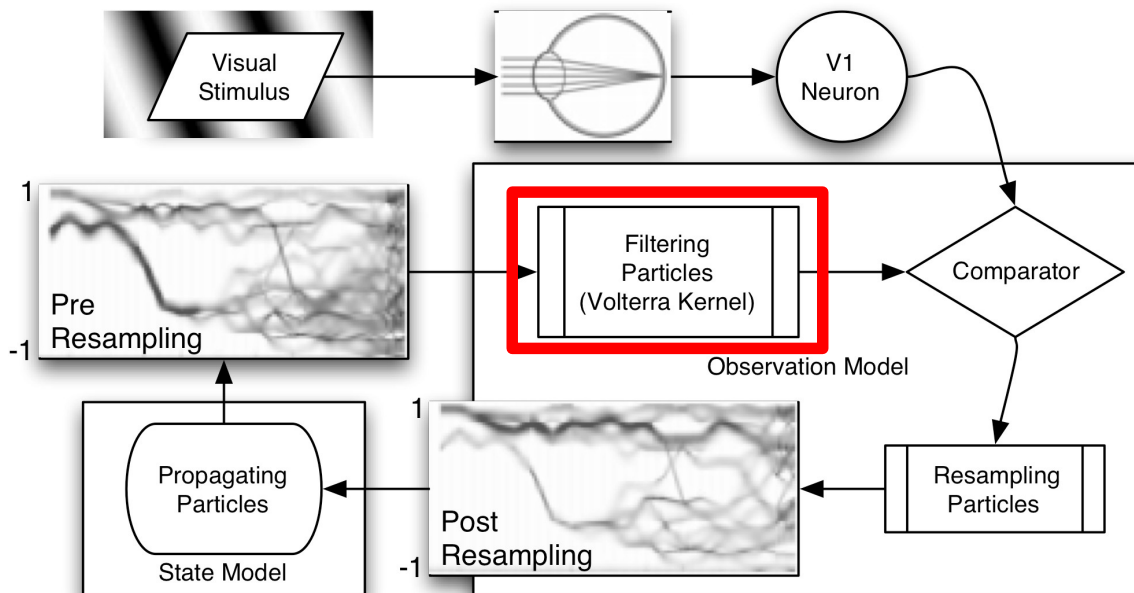 Visual
Stimulus
V1
Neuron
1
Pre
Resampling
-1
Filtering
Particles
(Volterra Kernel)
Comparator
Observation Model
1
Post
Resampling
-1
Propagating
Particles
State Model
Resampling
Particles